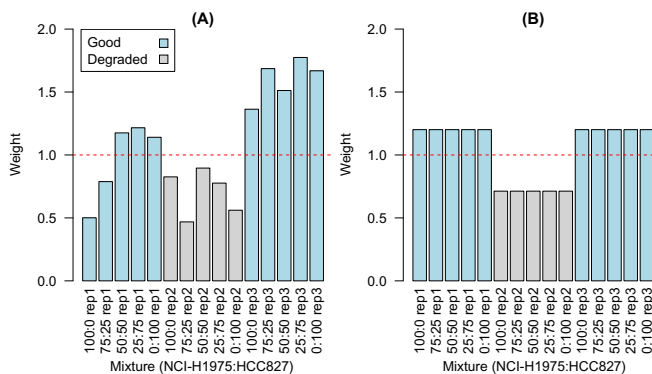 (A)
Good
Degraded
2.0
1.5
1.0
0.5
0.0
Weight
100:0 rep1
75:25 rep1
50:50 rep1
25:75 rep1
0:100 rep1
100:0 rep2
75:25 rep2
50:50 rep2
25:75 rep2
0:100 rep2
100:0 rep3
75:25 rep3
50:50 rep3
25:75 rep3
0:100 rep3
Mixture (NCI-H1975:HCC827)
(B)
2.0
1.5
1.0
0.5
0.0
Weight
100:0 rep1
75:25 rep1
50:50 rep1
25:75 rep1
0:100 rep1
100:0 rep2
75:25 rep2
50:50 rep2
25:75 rep2
0:100 rep2
100:0 rep3
75:25 rep3
50:50 rep3
25:75 rep3
0:100 rep3
Mixture (NCI-H1975:HCC827)